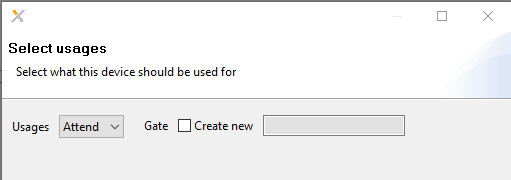 Select usages
Select what this device should be used for
Usages Attend Gate Create new